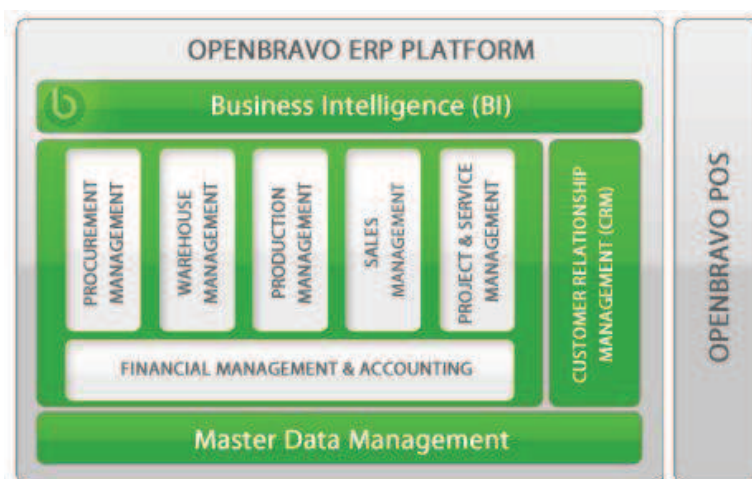 OPENBRAVO ERP PLATFORM
b
Business Intelligence (BI)
PROCUREMENT
MANAGEMENT
WAREHOUSE
MANAGEMENT
PRODUCTION
MANAGEMENT
SALES
MANAGEMENT
PROJECT & SERVICE
MANAGEMENT
FINANCIAL MANAGEMENT & ACCOUNTING
CUSTOMER RELATIONSHIP
MANAGEMENT (CRM)
Master Data Management
OPENBRAVO POS